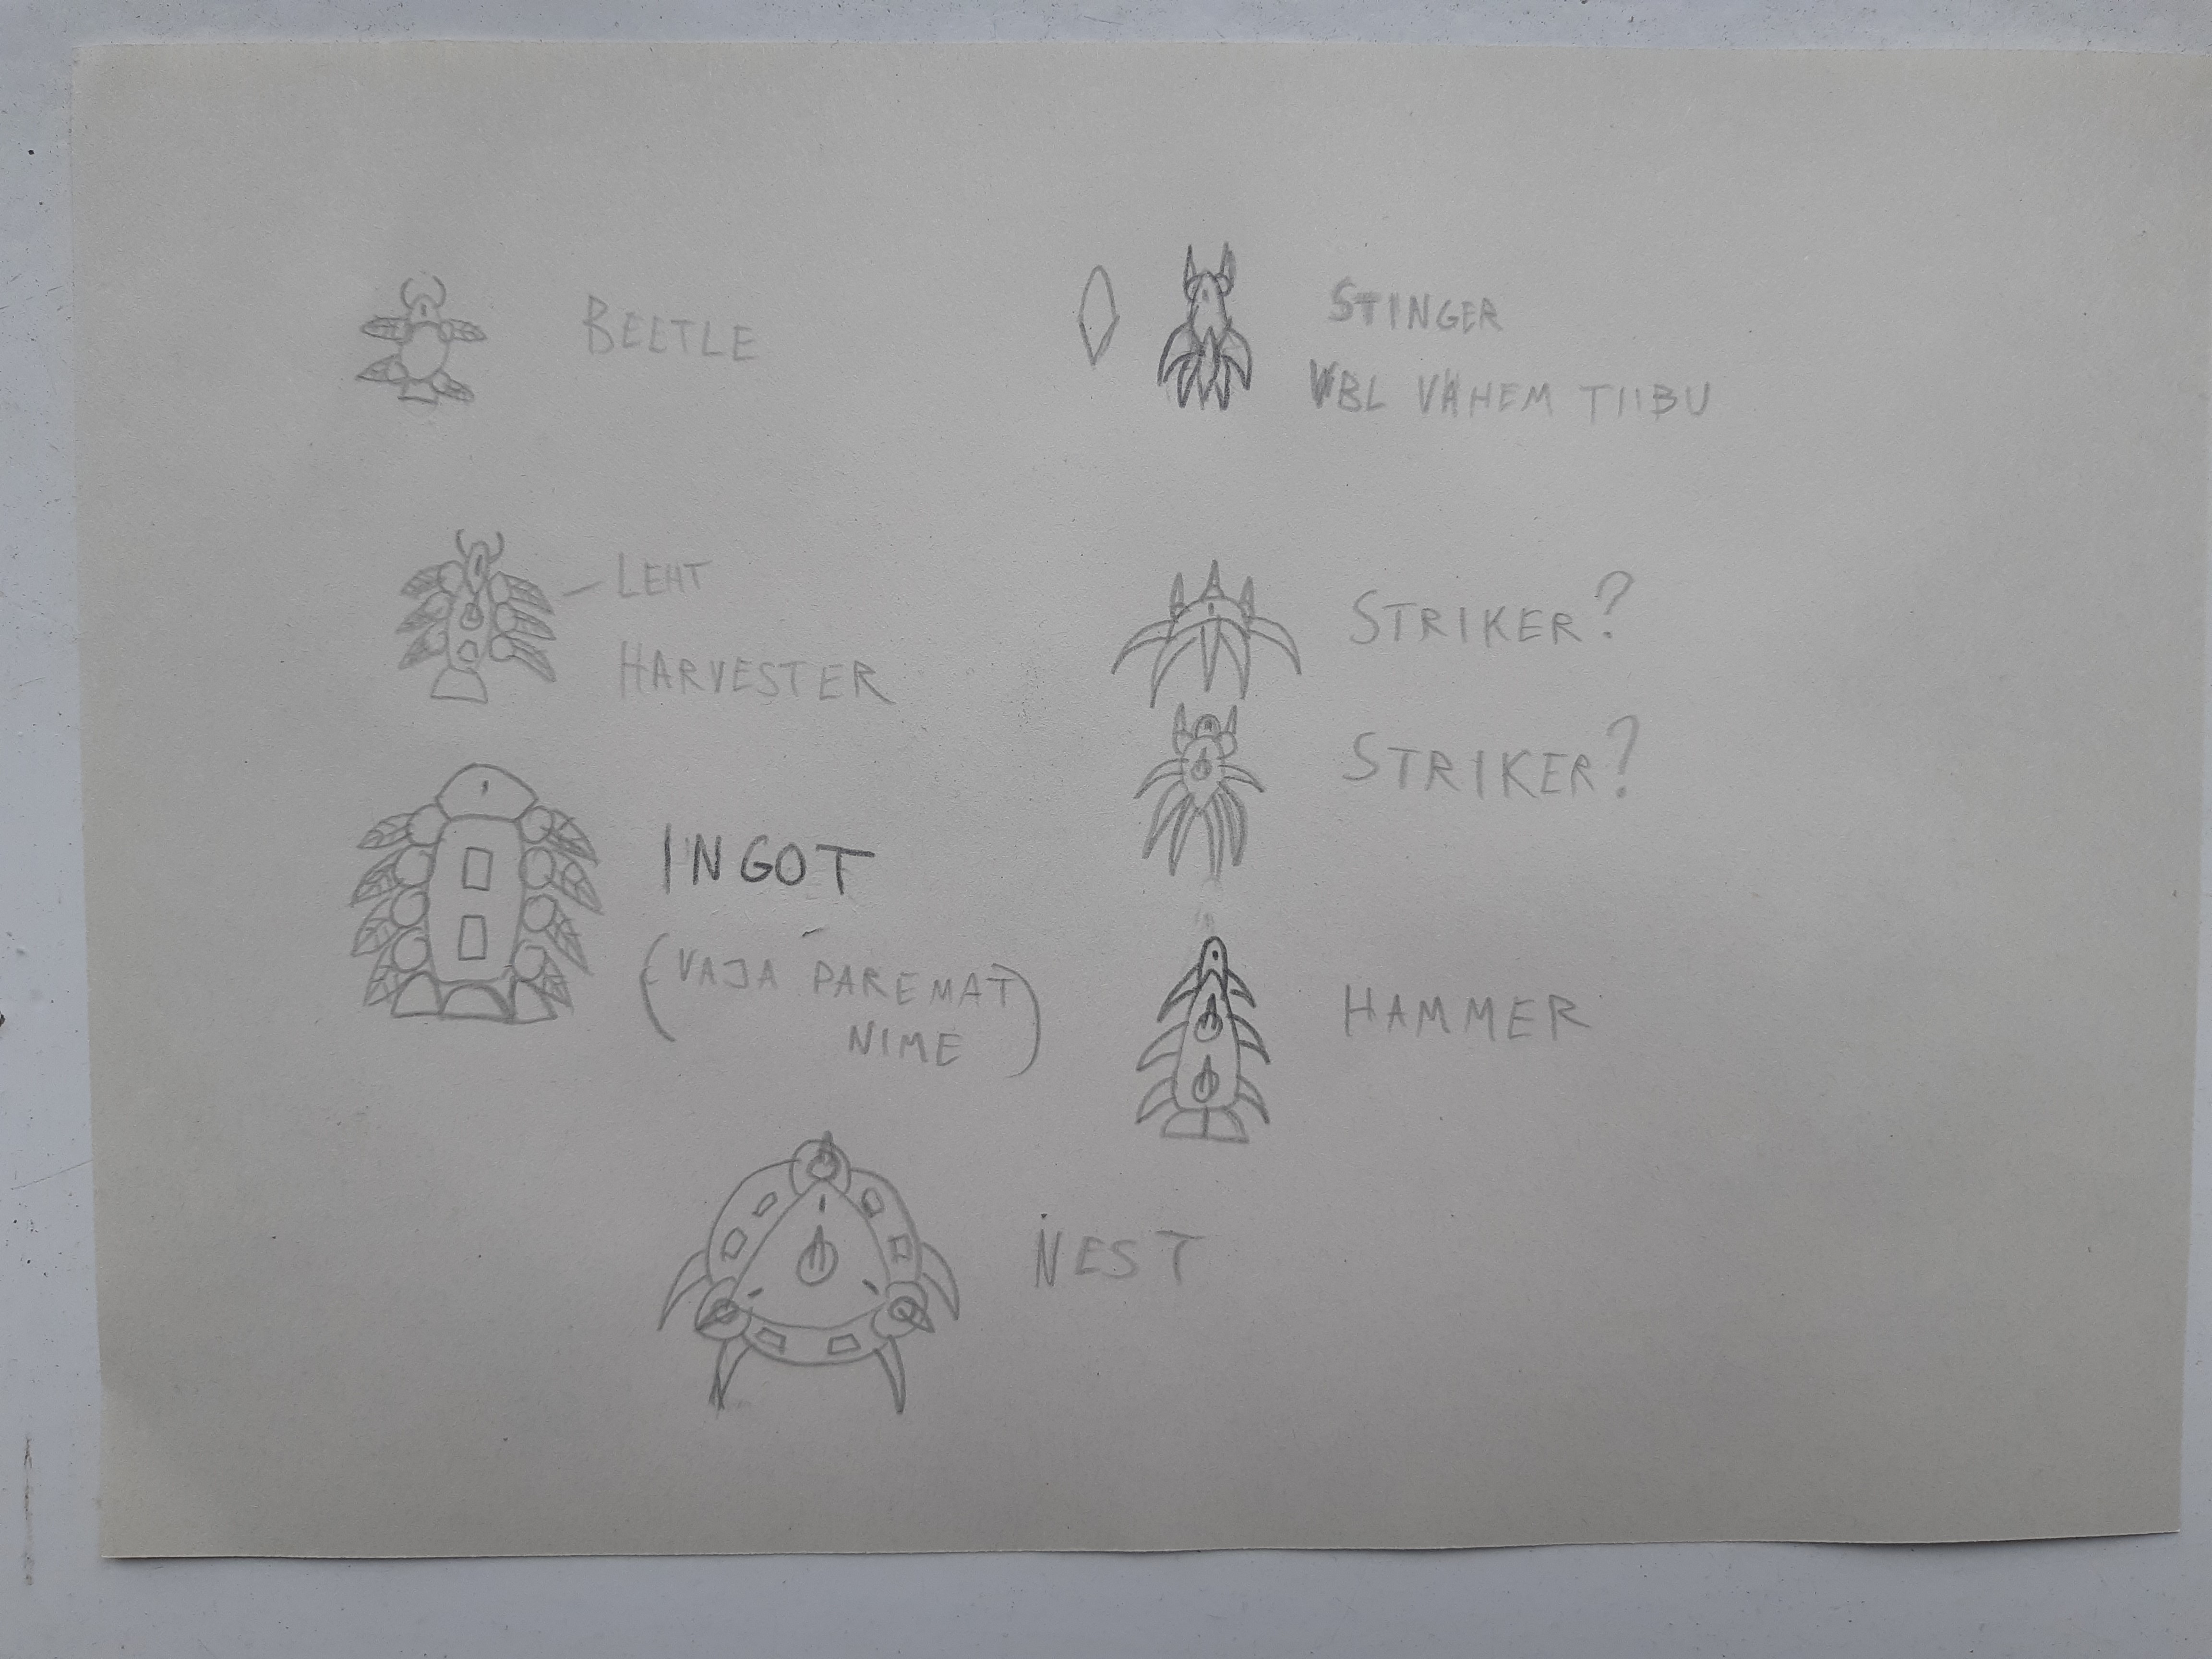 BEETLE
STINGER
VBL VÄHEM TIIBU
LEHT
HARVESTER
STRIKER?
STRIKER?
INGOT
(VAJA PAREMAT
NIME)
HAMMER
NEST